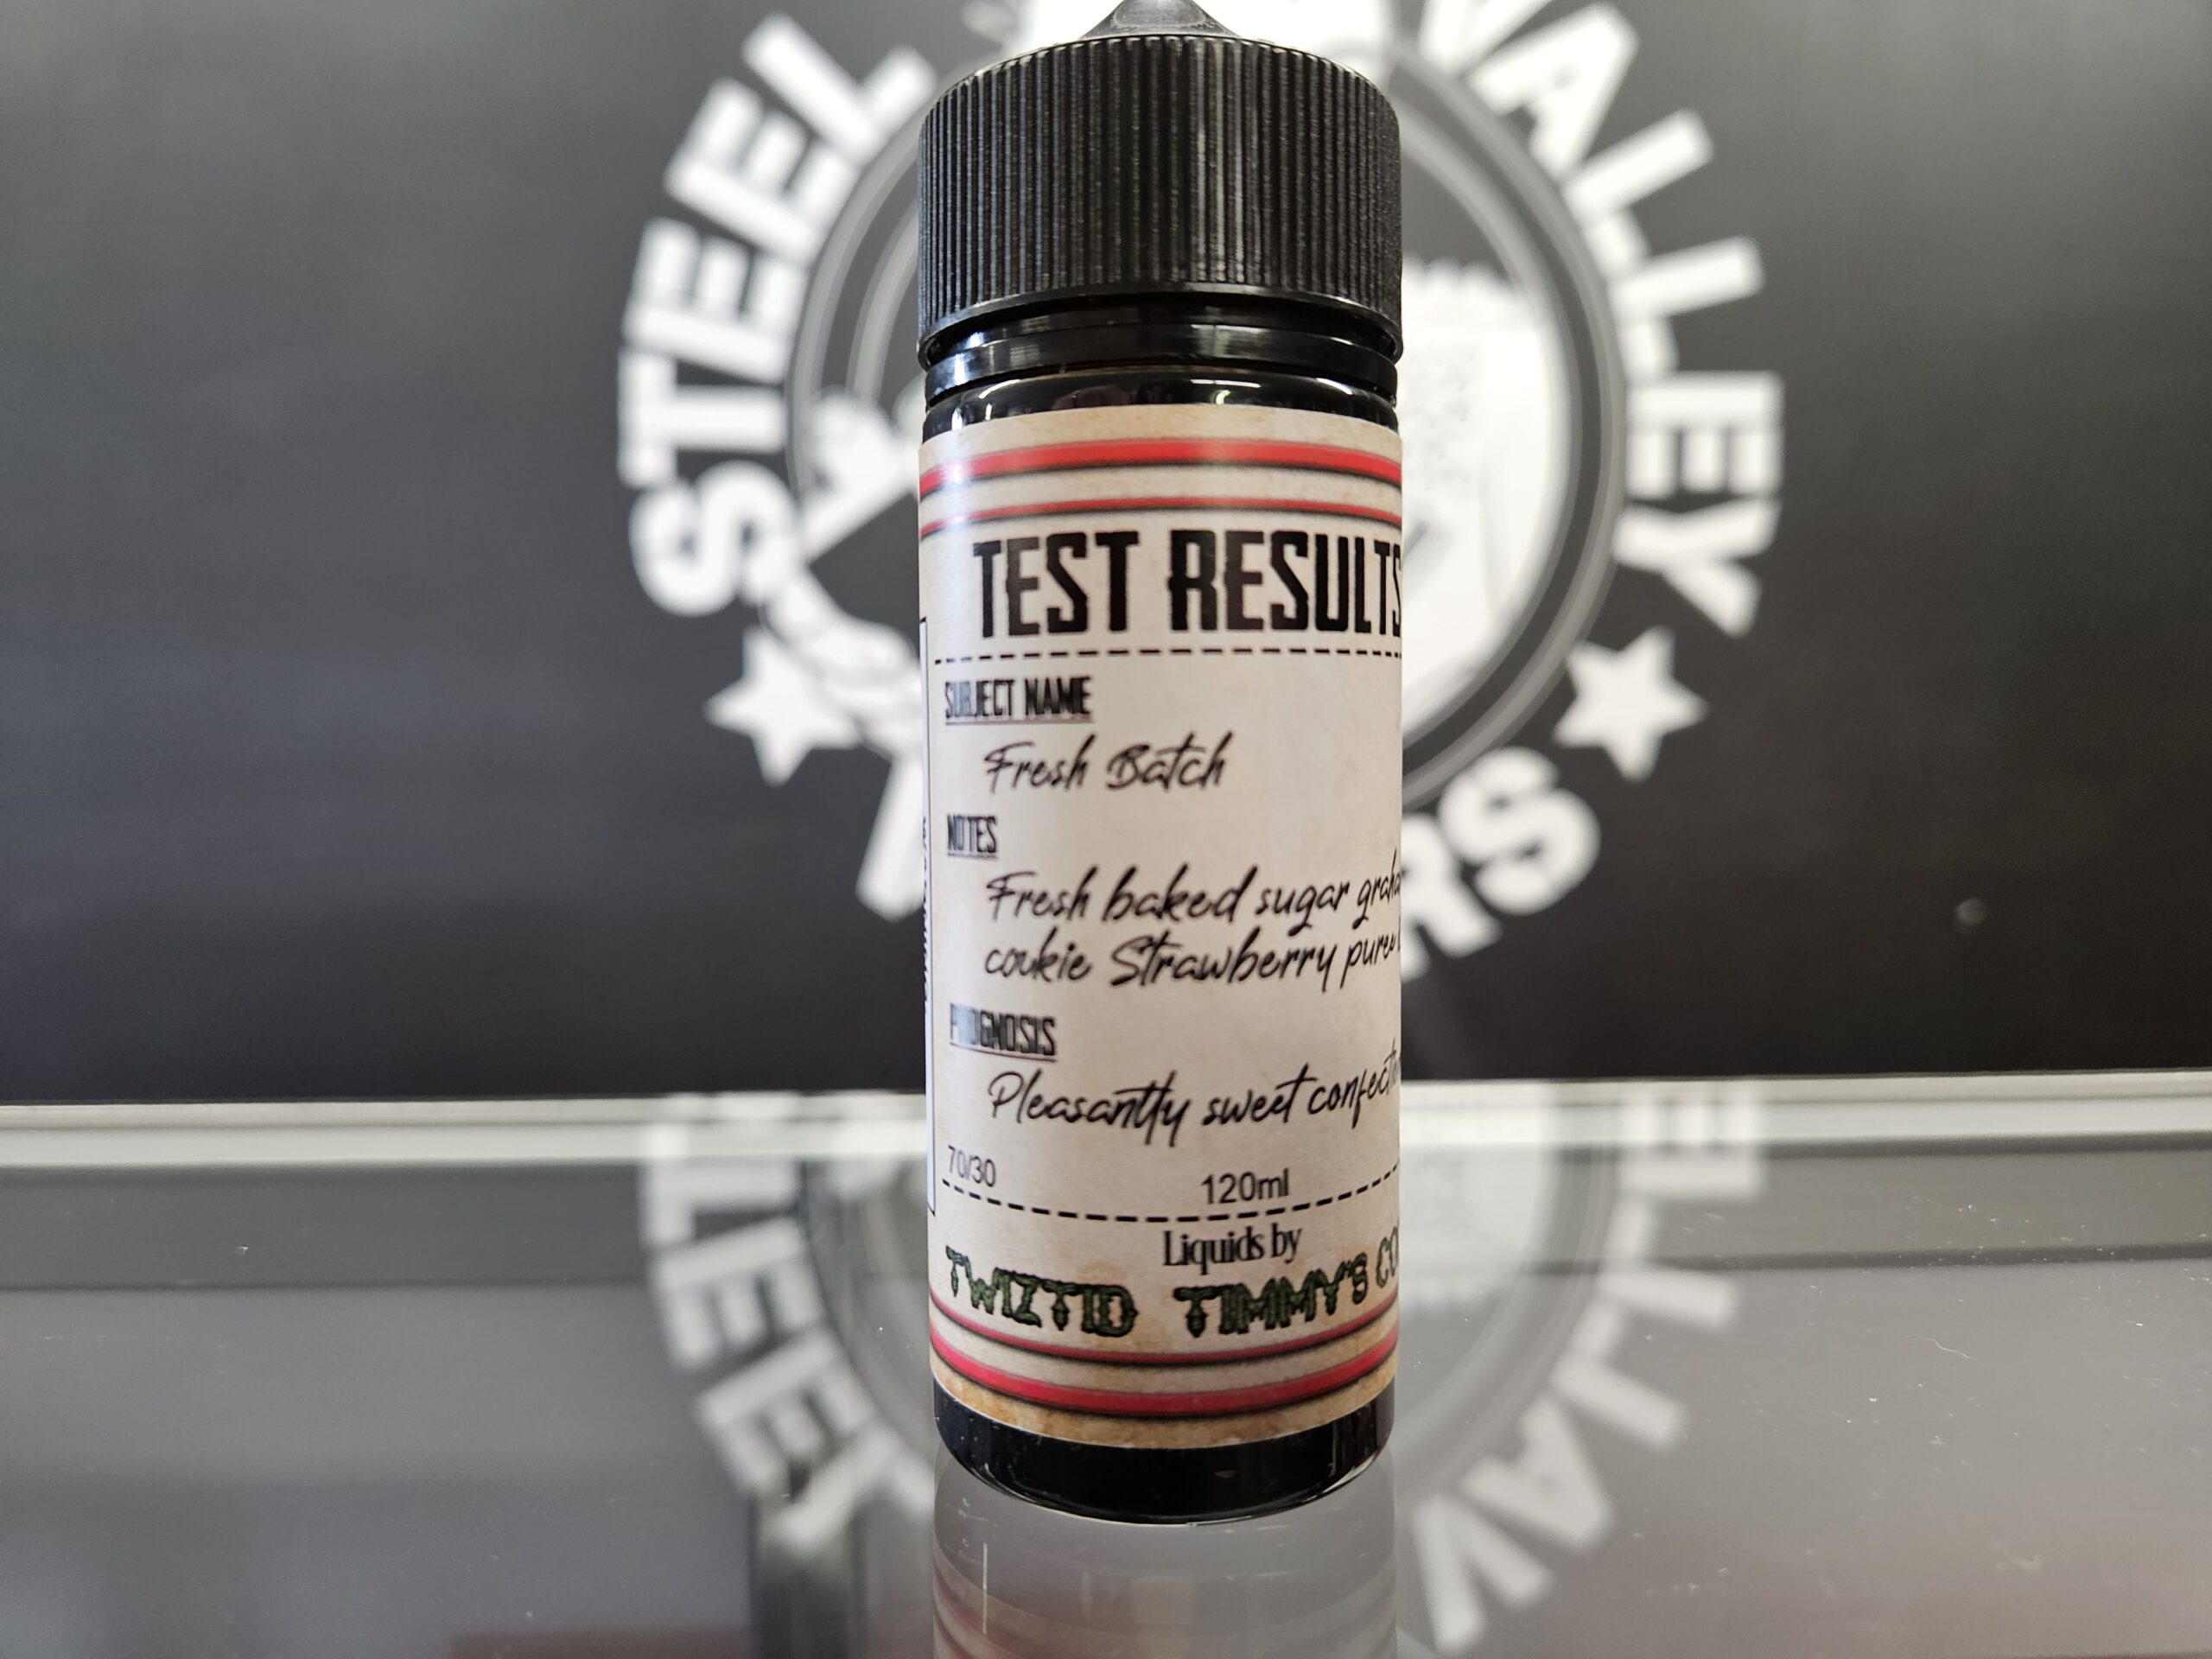 STEEL VALLEY
TEST RESULTS
SUBJECT NAME
Fresh Batch
NOTES
Fresh baked sugar
cookie Strawberry
PROGNOSIS
Pleasantly sweet
70/30
120ml
Liquids by
TWIZTID TIMMY'S